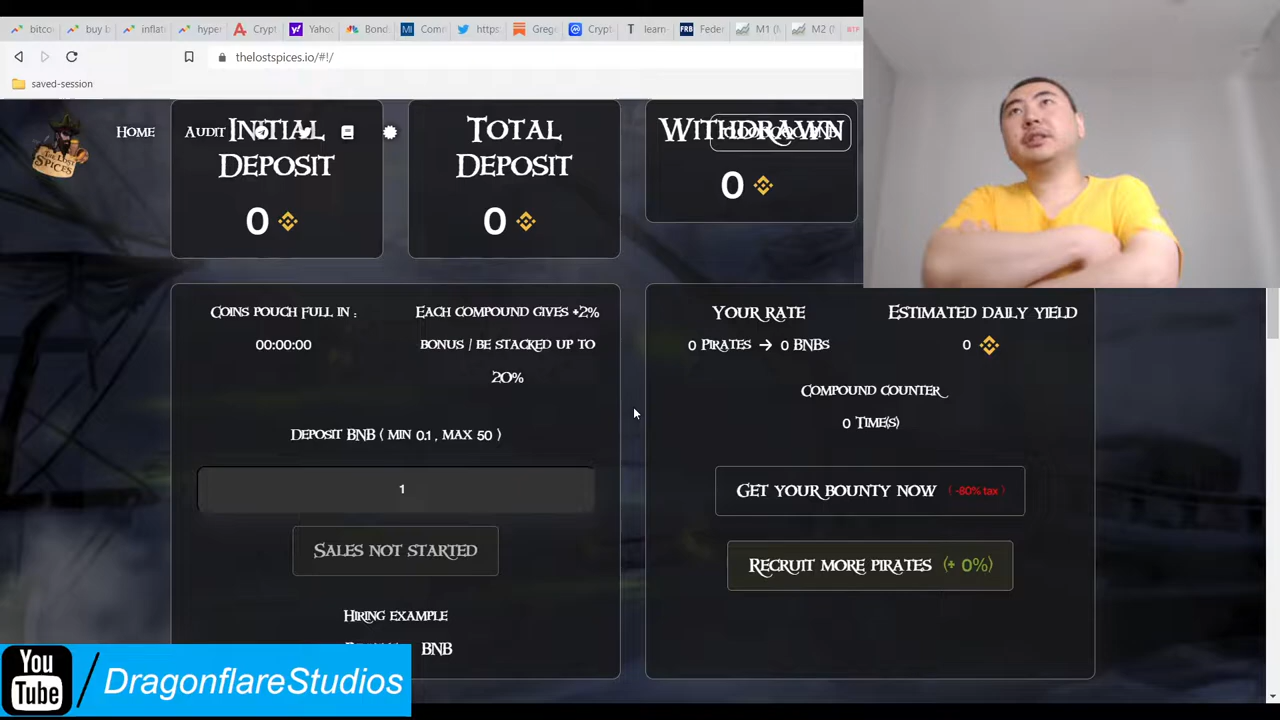 bitco
buy b
inflat
hyper
Crypt
Yahoo
Bond
Com
https:
Greg
Crypt
learn
Feder
M1 (M
M2 (
thelostspices.io/#!/
saved-session
The Lost Spices
Home
Audit
Initial
Deposit
0
Total
Deposit
0
Withdrawn
0
Coins pouch full in :
00:00:00
Each compound gives +2%
bonus / be stacked up to
20%
Deposit BNB ( min 0.1 , max 50 )
1
Sales not started
Hiring example
BNB
Your rate
0 Pirates → 0 BNBs
Estimated daily yield
0
Compound counter
0 Time(s)
Get your bounty now ( -80% tax )
Recruit more pirates (+ 0%)
You
Tube
DragonflareStudios